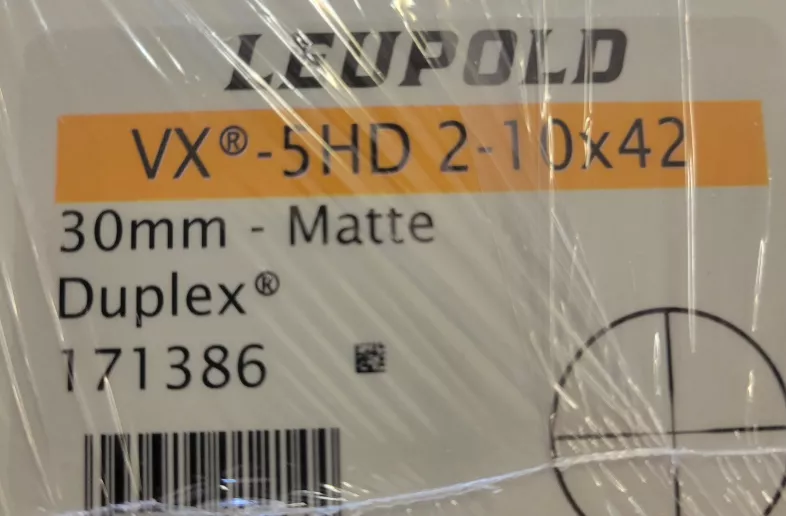 LEUPOLD
VX®-5HD 2-10x42
30mm - Matte
Duplex®
171386